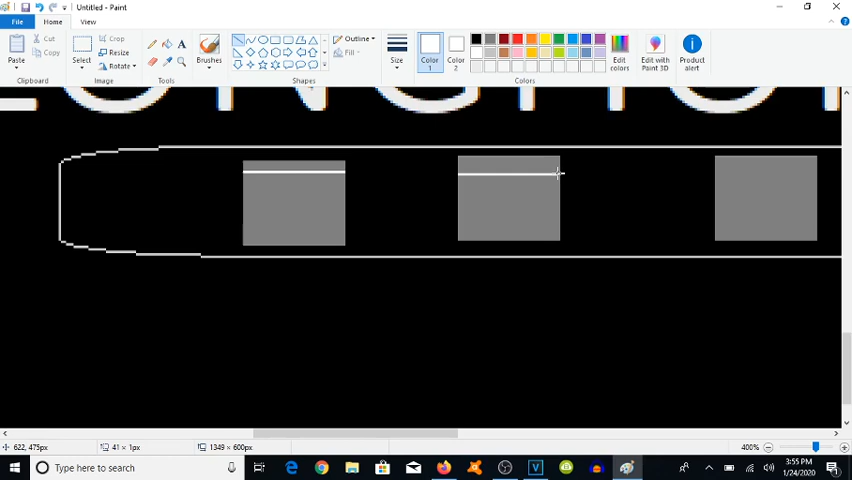 Untitled - Paint
File
Home
View
Paste
Cut
Copy
Clipboard
Select
Crop
Resize
Rotate
Image
Tools
Brushes
Shapes
Outline
Fill
Size
Color 1
Color 2
Colors
Edit colors
Edit with Paint 3D
Product alert
622, 475px
41 × 1px
1349 × 600px
400%
Type here to search
3:55 PM
1/24/2020